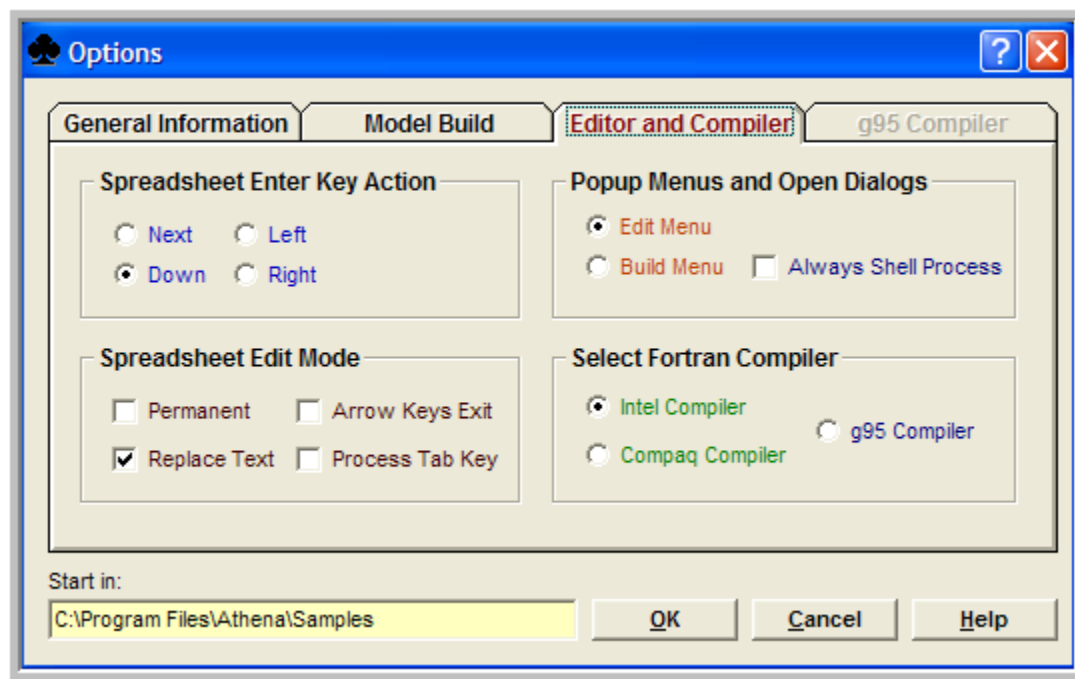 Options
General Information Model Build Editor and Compiler g95 Compiler
Spreadsheet Enter Key Action
Next Left
Down Right
Popup Menus and Open Dialogs
Edit Menu
Build Menu Always Shell Process
Spreadsheet Edit Mode
Permanent Arrow Keys Exit
Replace Text Process Tab Key
Select Fortran Compiler
Intel Compiler
g95 Compiler
Compaq Compiler
Start in:
C:\Program Files\Athena\Samples OK Cancel Help